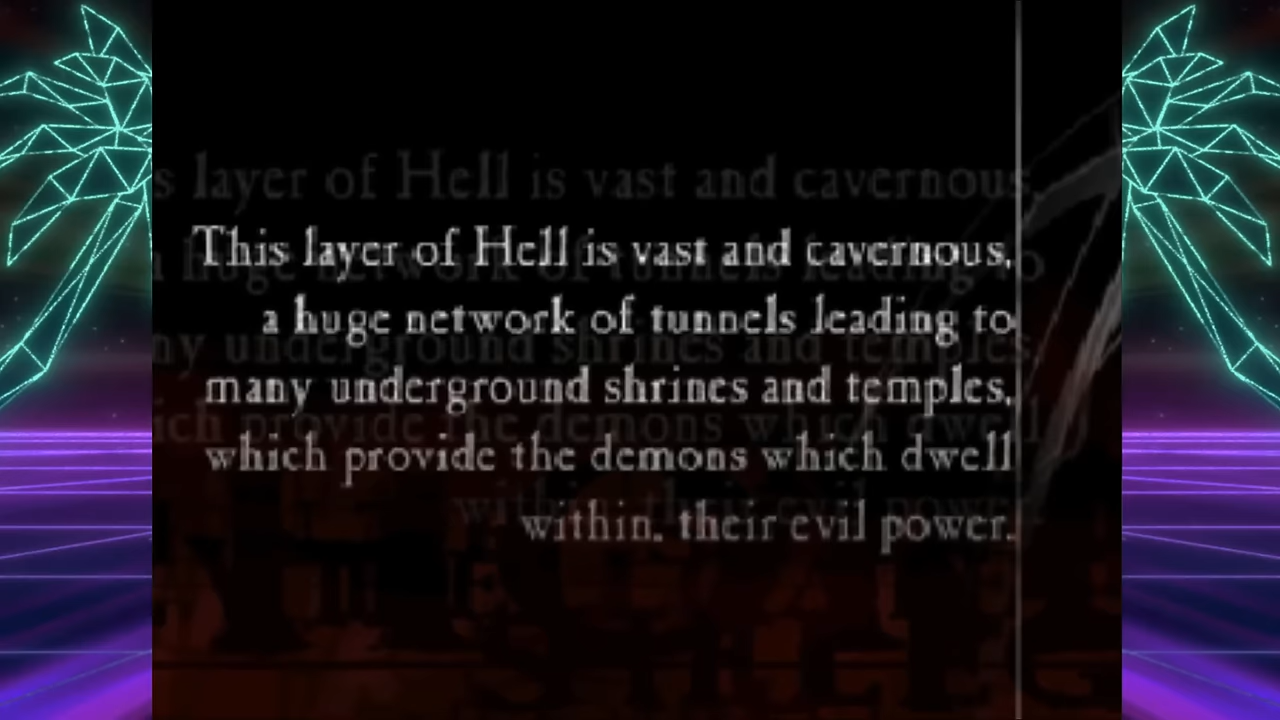 This layer of Hell is vast and cavernous,
a huge network of tunnels leading to
many underground shrines and temples,
which provide the demons which dwell
within. their evil power.